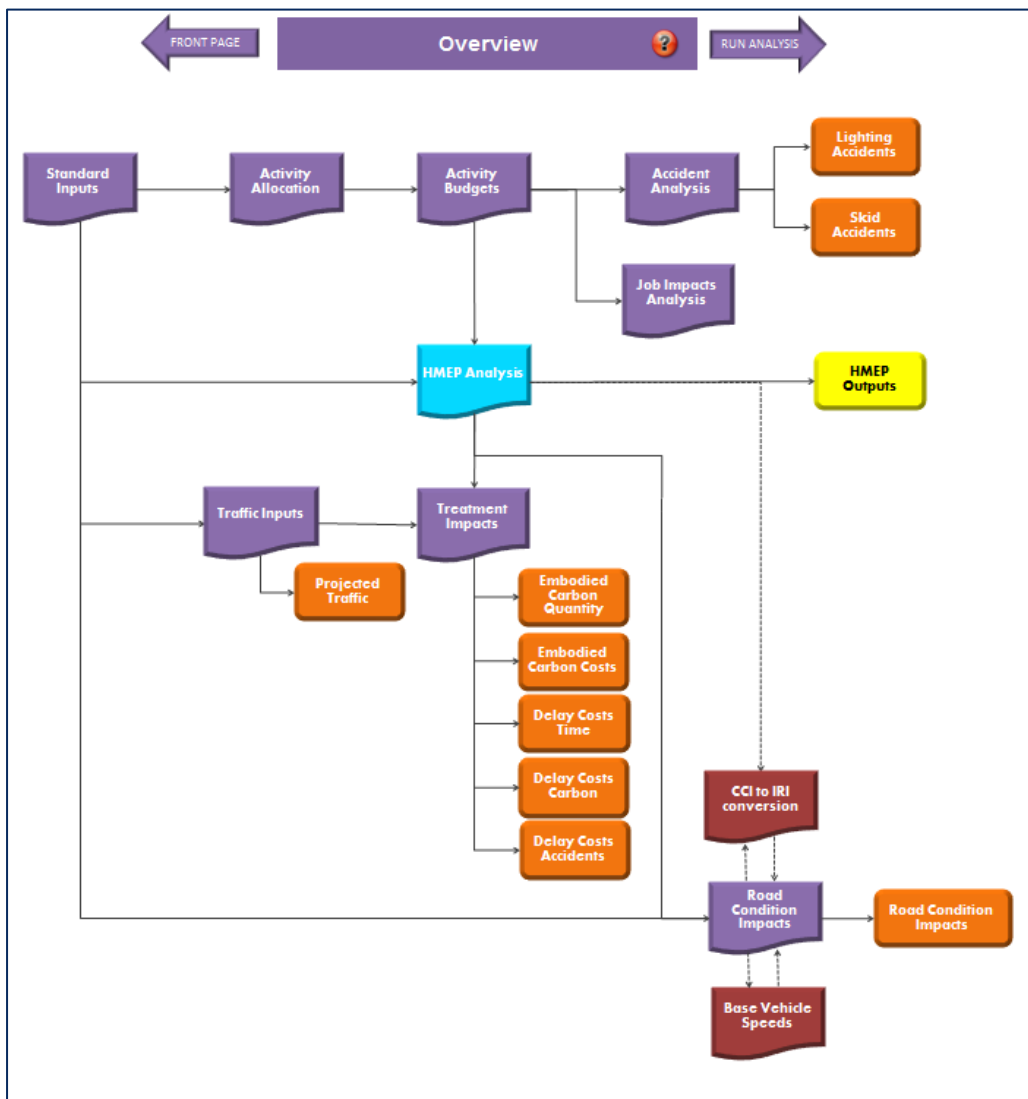 FRONT PAGE
Overview
?
RUN ANALYSIS
Lighting
Accidents
Standard
Inputs
Activity
Allocation
Activity
Budgets
Accident
Analysis
Skid
Accidents
Job Impacts
Analysis
HMEP Analysis
HMEP
Outputs
Traffic Inputs
Treatment
Impacts
Projected
Traffic
Embodied
Carbon
Quantity
Embodied
Carbon Costs
Delay Costs
Time
Delay Costs
Carbon
Delay Costs
Accidents
CCI to IRI
conversion
Road
Condition
Impacts
Road Condition
Impacts
Base Vehicle
Speeds